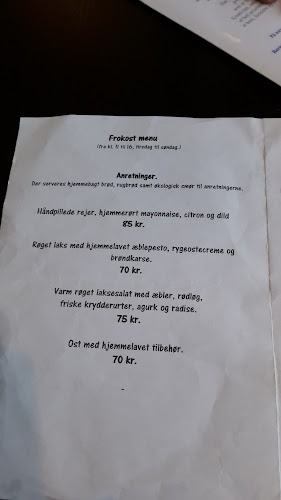 Frokost menu
(fra kl. 11 til 16, tirsdag til søndag.)
Anretninger.
Der serveres hjemmebagt brød, rugbrød samt økologisk smør til anretningerne.
Håndpillede rejer, hjemmerørt mayonnaise, citron og dild
85 kr.
Røget laks med hjemmelavet æblepesto, rygeostecreme og
brøndkarse.
70 kr.
Varm røget laksesalat med æbler, rødløg,
friske krydderurter, agurk og radise.
75 kr.
Ost med hjemmelavet tilbehør.
70 kr.
-